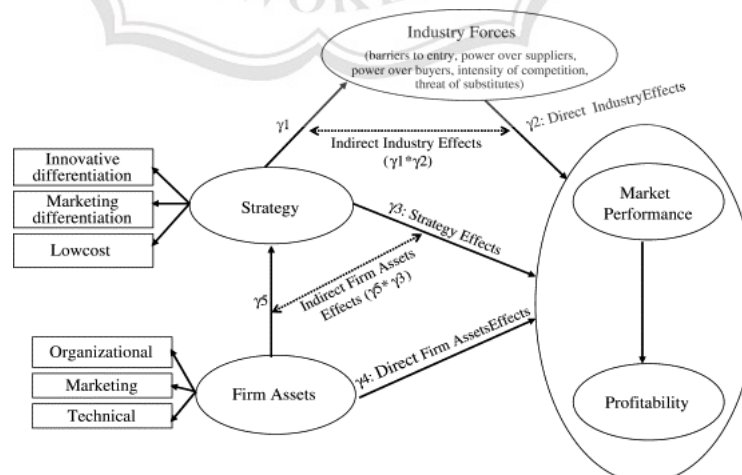 WORK
Industry Forces
(barriers to entry, power over suppliers,
power over buyers, intensity of competition,
threat of substitutes)
γ1
γ2: Direct IndustryEffects
Indirect Industry Effects
(γ1*γ2)
Innovative
differentiation
Marketing
differentiation
Lowcost
Strategy
Market
Performance
γ3: Strategy Effects
γ5
Indirect Firm Assets
Effects (γ5* γ3)
γ4: Direct Firm AssetsEffects
Organizational
Marketing
Technical
Firm Assets
Profitability